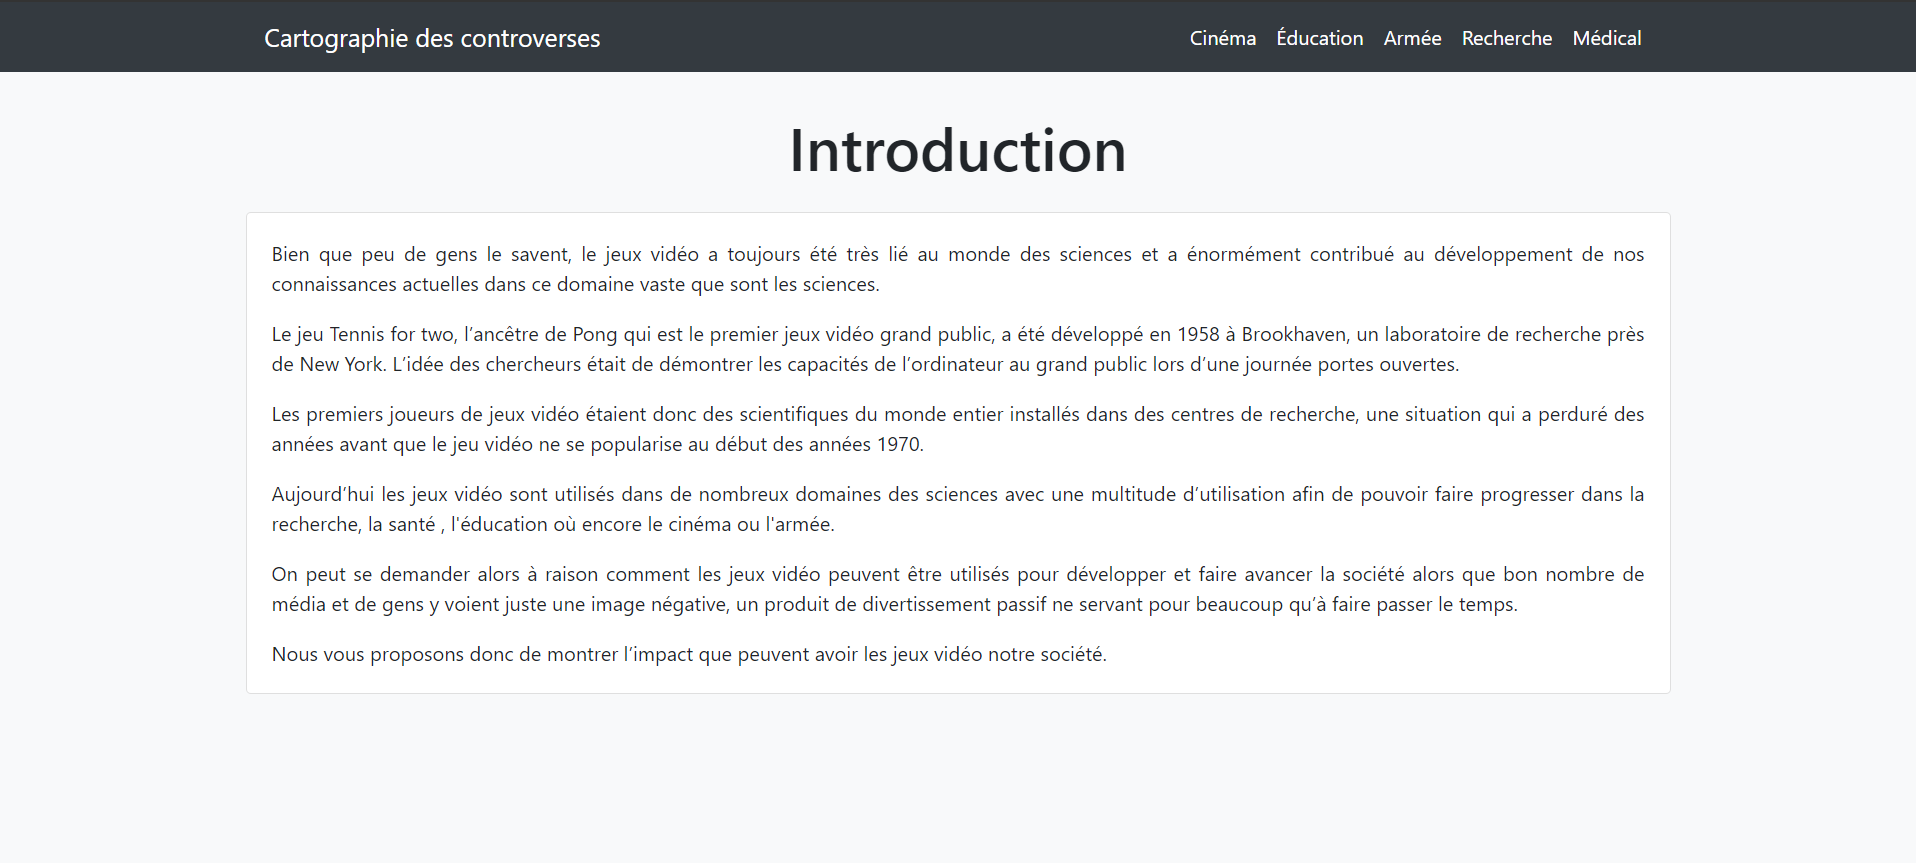 Cartographie des controverses
Cinéma Éducation Armée Recherche Médical
Introduction
Bien que peu de gens le savent, le jeux vidéo a toujours été très lié au monde des sciences et a énormément contribué au développement de nos
connaissances actuelles dans ce domaine vaste que sont les sciences.
Le jeu Tennis for two, l’ancêtre de Pong qui est le premier jeux vidéo grand public, a été développé en 1958 à Brookhaven, un laboratoire de recherche près
de New York. L’idée des chercheurs était de démontrer les capacités de l’ordinateur au grand public lors d’une journée portes ouvertes.
Les premiers joueurs de jeux vidéo étaient donc des scientifiques du monde entier installés dans des centres de recherche, une situation qui a perduré des
années avant que le jeu vidéo ne se popularise au début des années 1970.
Aujourd’hui les jeux vidéo sont utilisés dans de nombreux domaines des sciences avec une multitude d’utilisation afin de pouvoir faire progresser dans la
recherche, la santé , l'éducation où encore le cinéma ou l'armée.
On peut se demander alors à raison comment les jeux vidéo peuvent être utilisés pour développer et faire avancer la société alors que bon nombre de
média et de gens y voient juste une image négative, un produit de divertissement passif ne servant pour beaucoup qu’à faire passer le temps.
Nous vous proposons donc de montrer l’impact que peuvent avoir les jeux vidéo notre société.